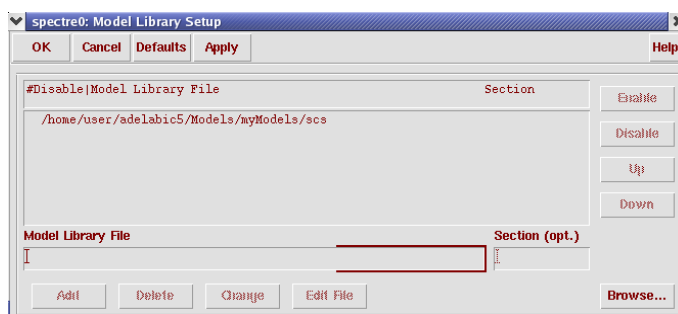 spectre0: Model Library Setup
OK Cancel Defaults Apply Help
#Disable|Model Library File Section
Enable
/home/user/adelabic5/Models/myModels/scs
Disable
Up
Down
Model Library File Section (opt.)
Add Delete Change Edit File Browse...